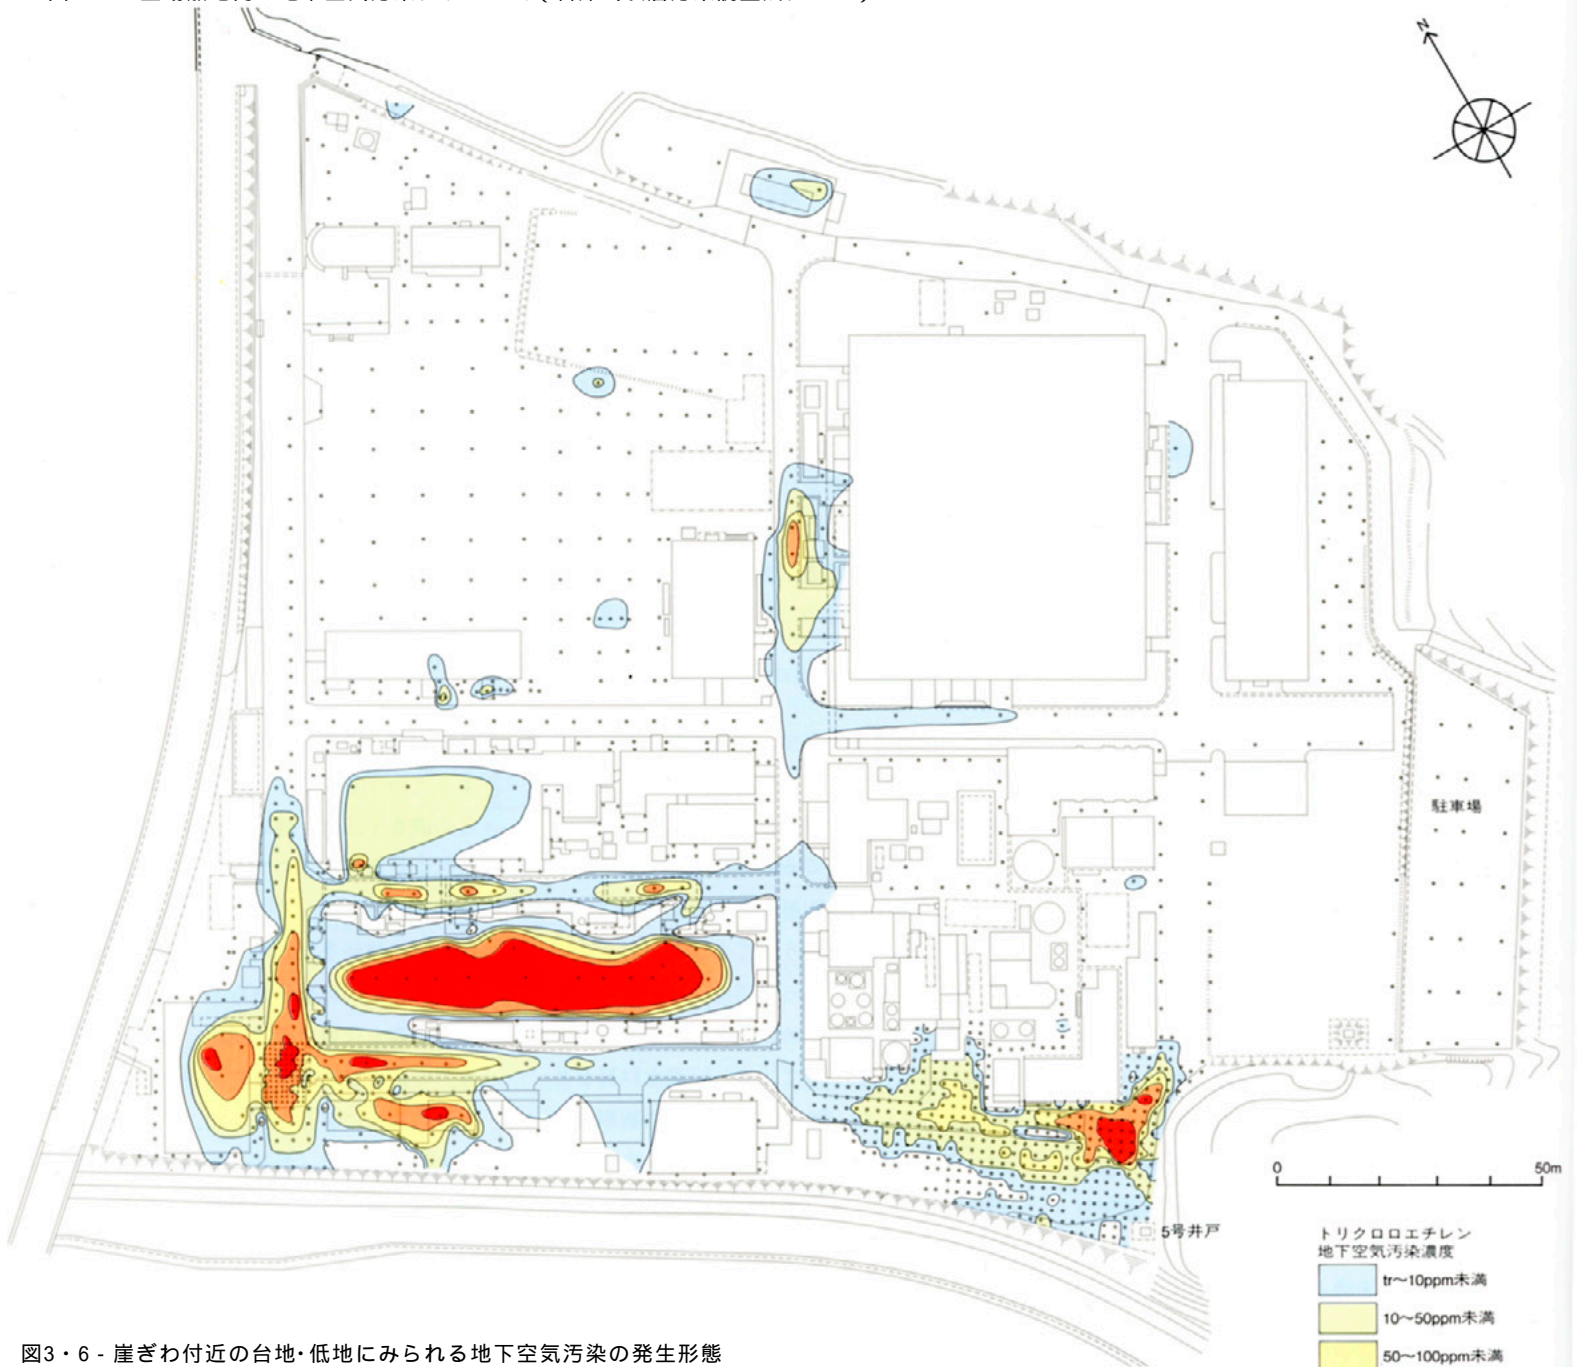 N
駐車場
0 50m
5号井戸
トリクロロエチレン
地下空気汚染濃度
tr～10ppm未満
10～50ppm未満
50～100ppm未満
図3・6 - 崖ぎわ付近の台地・低地にみられる地下空気汚染の発生形態